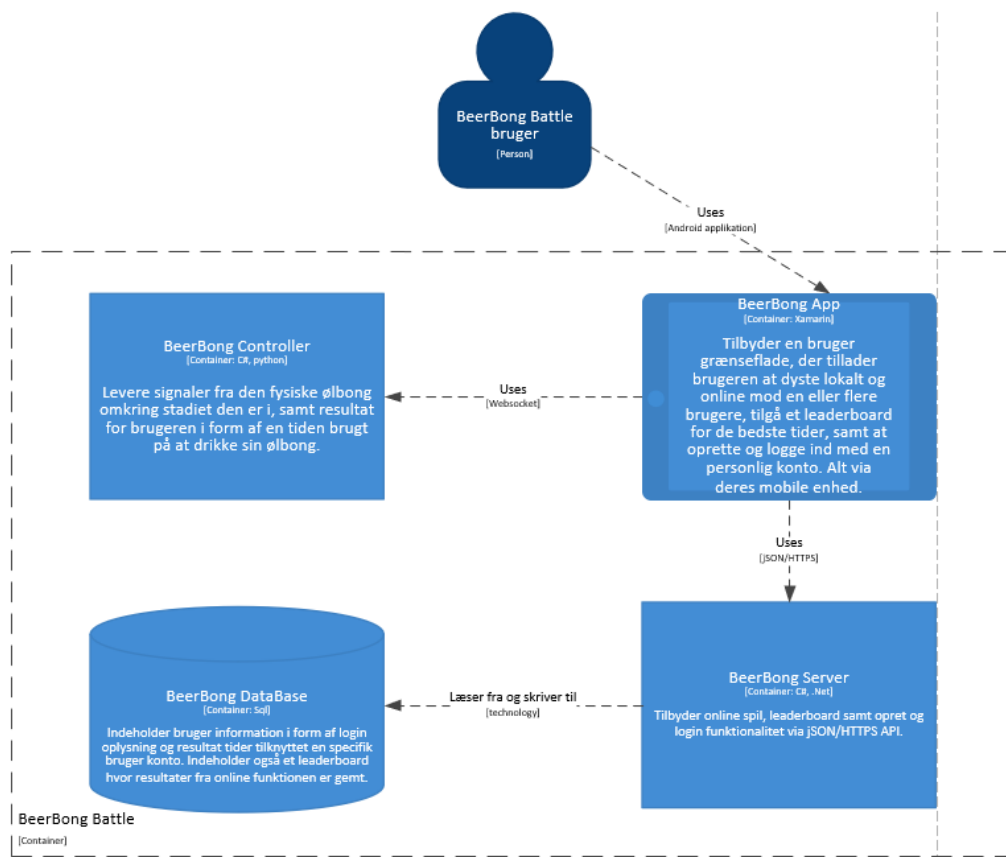 BeerBong Battle
bruger
[Person]
Uses
[Android applikation]
BeerBong Controller
[Container: C#, python]
Levere signaler fra den fysiske ølbong
omkring stadiet den er i, samt resultat
for brugeren i form af en tiden brugt
på at drikke sin ølbong.
Uses
[Websocket]
BeerBong App
[Container: Xamarin]
Tilbyder en bruger
grænseflade, der tillader
brugeren at dyste lokalt og
online mod en eller flere
brugere, tilgå et leaderboard
for de bedste tider, samt at
oprette og logge ind med en
personlig konto. Alt via
deres mobile enhed.
Uses
[jSON/HTTPS]
BeerBong DataBase
[Container: Sql]
Indeholder bruger information i form af login
oplysning og resultat tider tilknyttet en specifik
bruger konto. Indeholder også et leaderboard
hvor resultater fra online funktionen er gemt.
Læser fra og skriver til
[technology]
BeerBong Server
[Container: C#, .Net]
Tilbyder online spil, leaderboard samt opret og
login funktionalitet via jSON/HTTPS API.
BeerBong Battle
[Container]